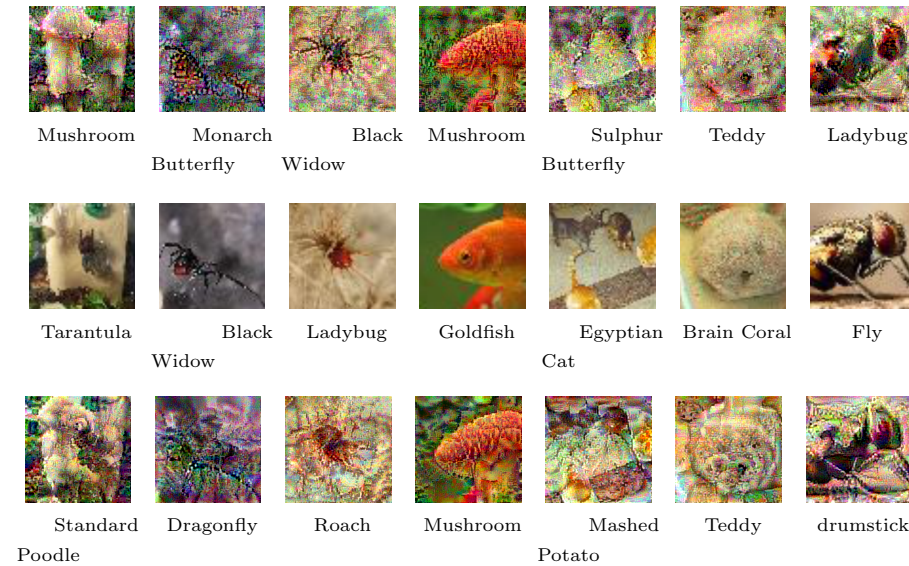 Mushroom Monarch Black Mushroom Sulphur Teddy Ladybug
Butterfly Widow Butterfly
Tarantula Black Ladybug Goldfish Egyptian Brain Coral Fly
Widow Cat
Standard Dragonfly Roach Mushroom Mashed Teddy drumstick
Poodle Potato